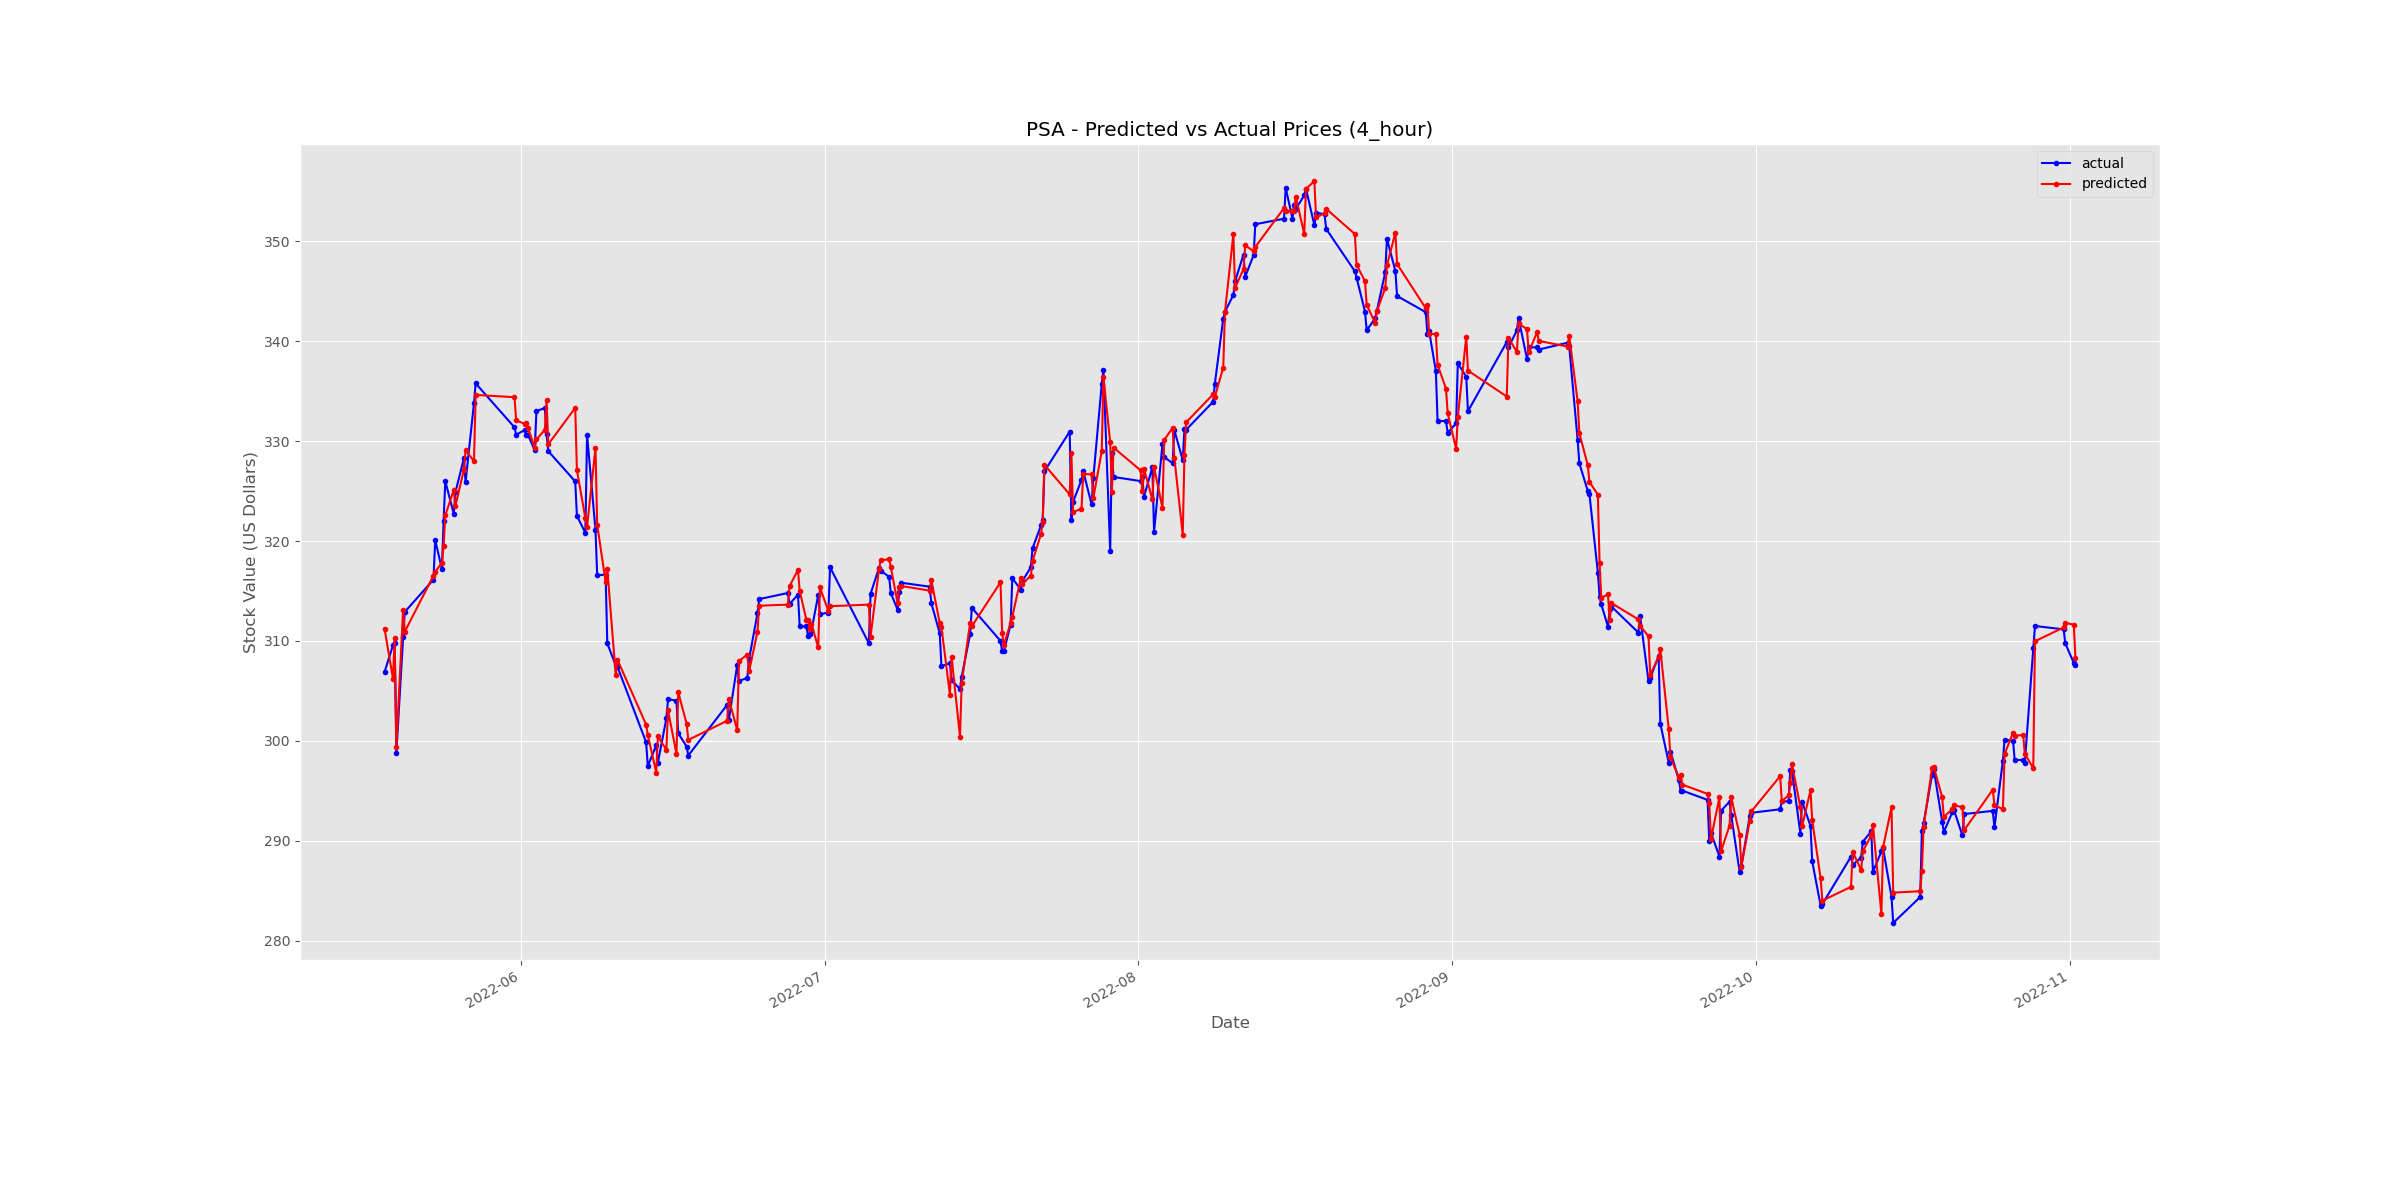 PSA - Predicted vs Actual Prices (4_hour)
actual
predicted
350
340
330
320
310
300
290
280
Stock Value (US Dollars)
2022-06
2022-07
2022-08
2022-09
2022-10
2022-11
Date